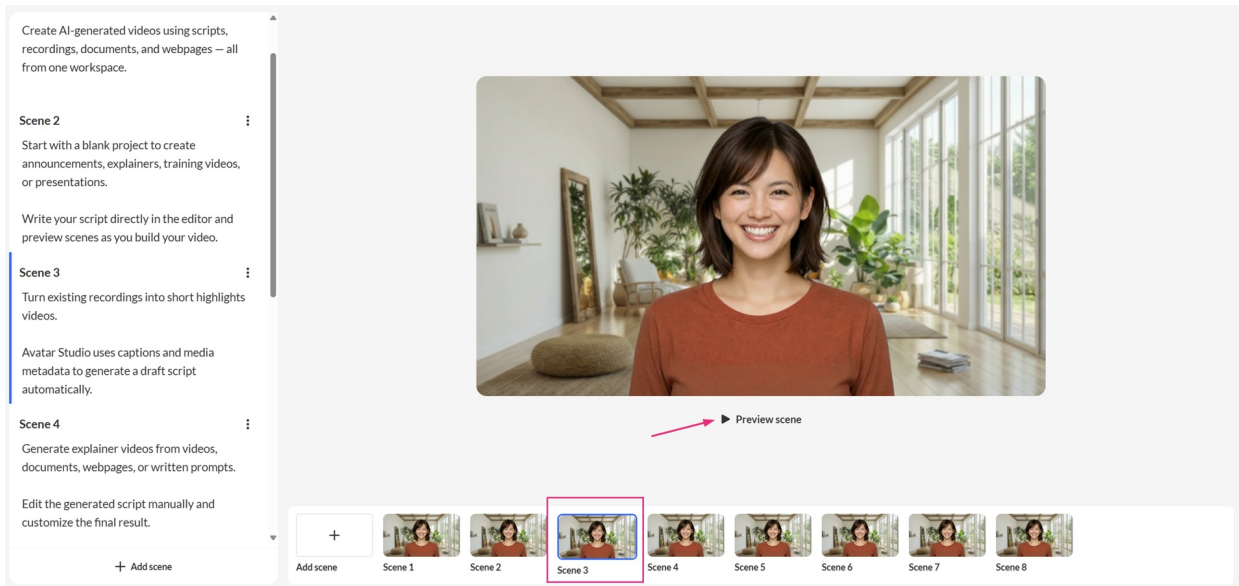 Create AI-generated videos using scripts,
recordings, documents, and webpages — all
from one workspace.
Scene 2
Start with a blank project to create
announcements, explainers, training videos,
or presentations.
Write your script directly in the editor and
preview scenes as you build your video.
Scene 3
Turn existing recordings into short highlights
videos.
Avatar Studio uses captions and media
metadata to generate a draft script
automatically.
Scene 4
Generate explainer videos from videos,
documents, webpages, or written prompts.
Edit the generated script manually and
customize the final result.
+ Add scene
Preview scene
Add scene
Scene 1
Scene 2
Scene 3
Scene 4
Scene 5
Scene 6
Scene 7
Scene 8